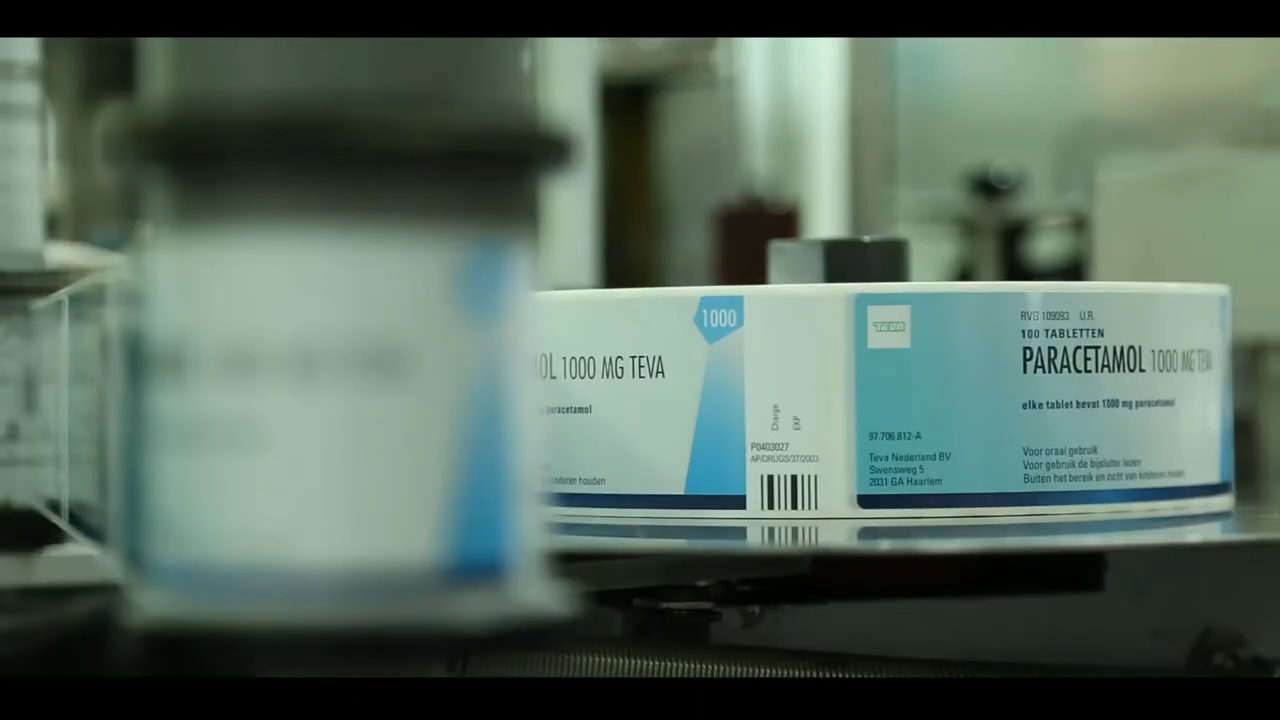 1000
OL 1000 MG TEVA
paracetamol
houden
Charge
EXP
P0403027
AP/DRUGS/37/2003
TEVA
97.706.812-A
Teva Nederland BV
Swensweg 5
2031 GA Haarlem
RVG 109093 U.R.
100 TABLETTEN
PARACETAMOL 1000 MG TEVA
elke tablet bevat 1000 mg paracetamol
Voor oraal gebruik
Voor gebruik de bijsluiter lezen
Buiten het bereik en zicht van kinderen houden